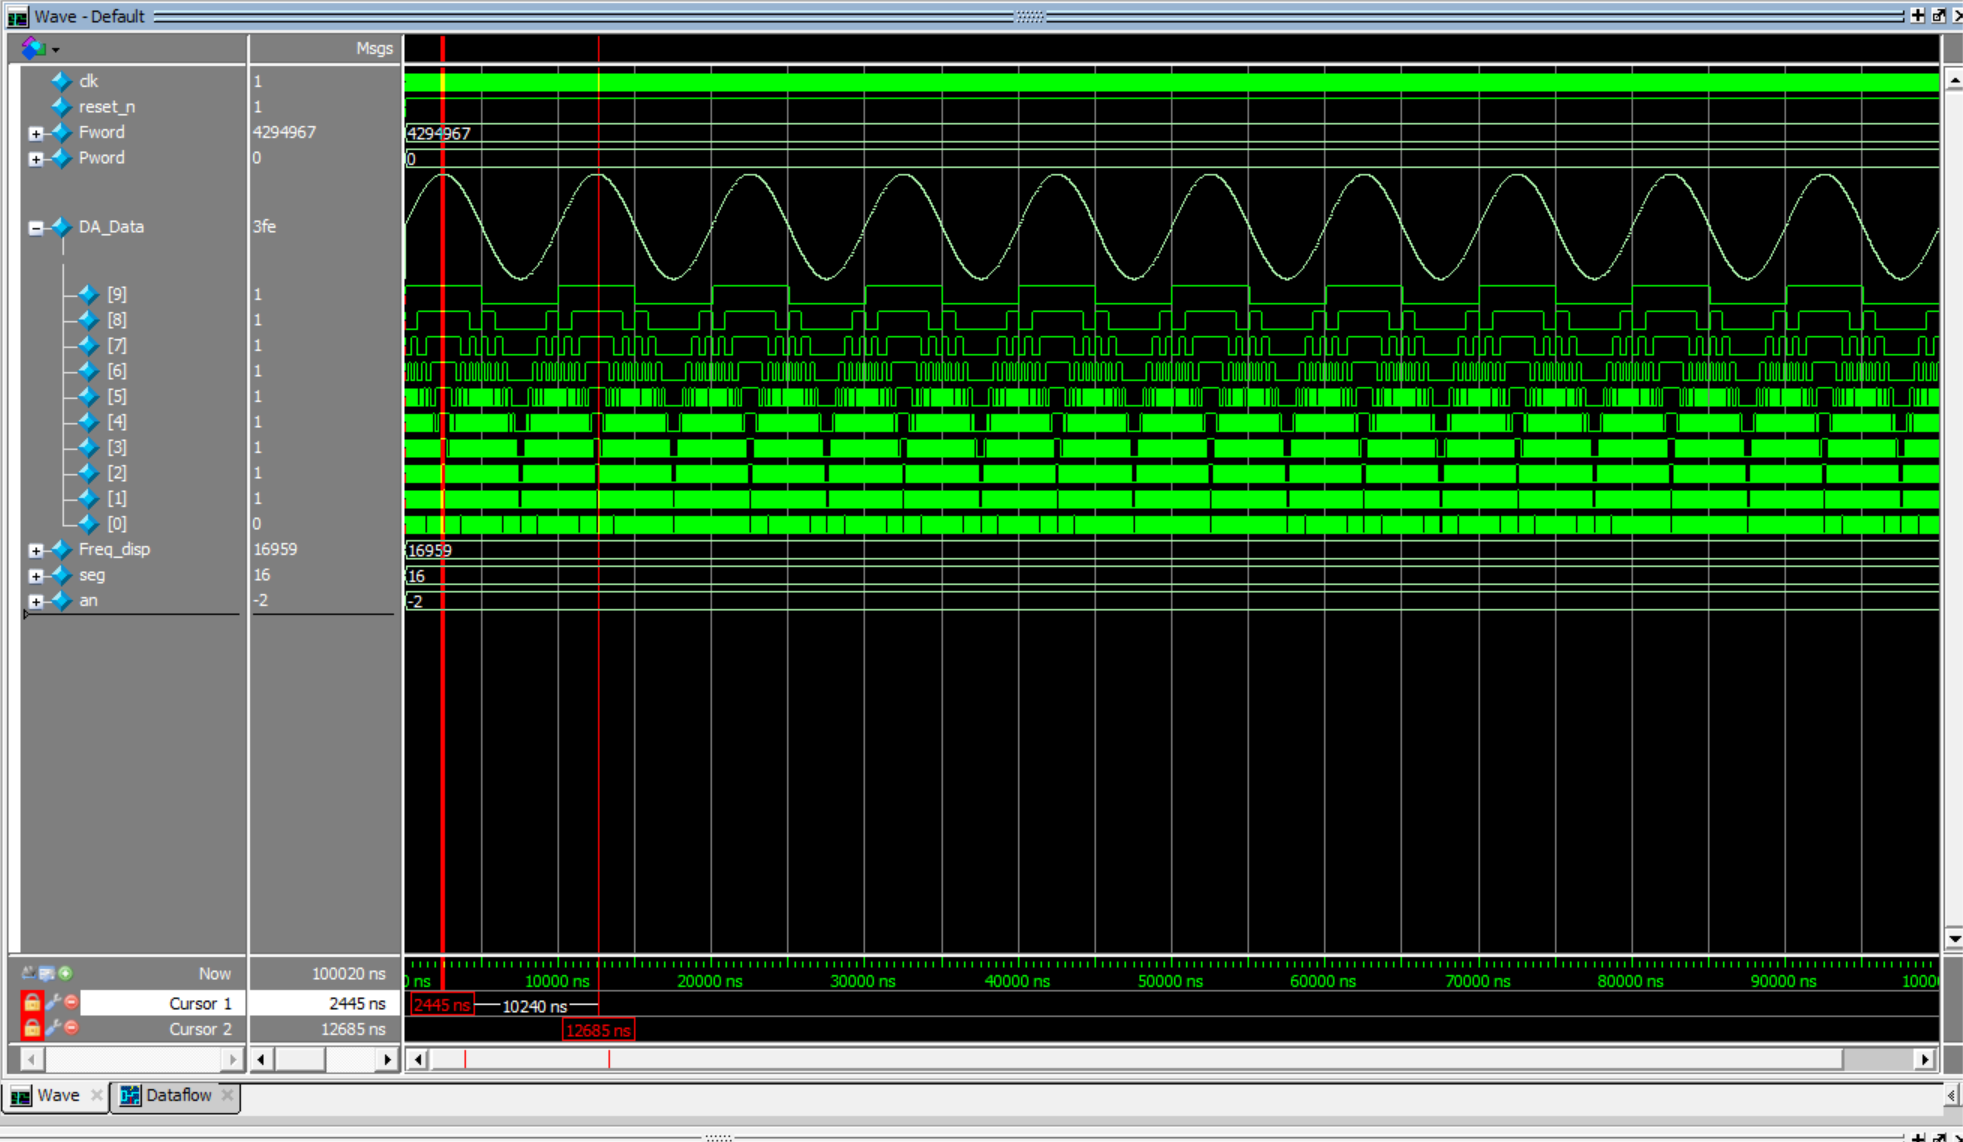 Wave - Default
Msgs
clk 1
reset_n 1
Fword 4294967 4294967
Pword 0 0
DA_Data 3fe
[9] 1
[8] 1
[7] 1
[6] 1
[5] 1
[4] 1
[3] 1
[2] 1
[1] 1
[0] 0
Freq_disp 16959 16959
seg 16 16
an -2 -2
Now 100020 ns 0 ns 10000 ns 20000 ns 30000 ns 40000 ns 50000 ns 60000 ns 70000 ns 80000 ns 90000 ns 10000
Cursor 1 2445 ns 2445 ns 10240 ns
Cursor 2 12685 ns 12685 ns
Wave Dataflow